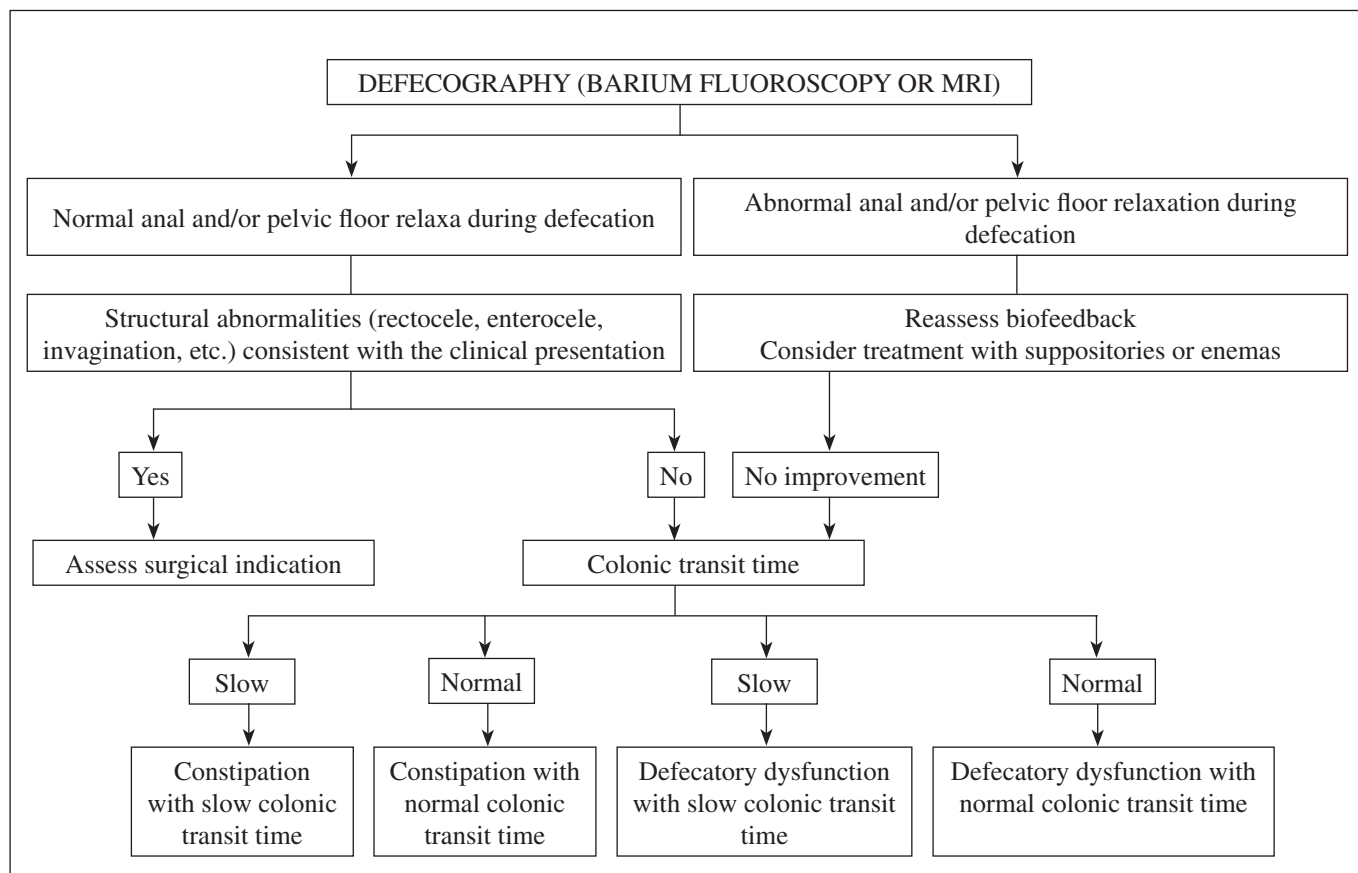 DEFECOGRAPHY (BARIUM FLUOROSCOPY OR MRI)
Normal anal and/or pelvic floor relaxa during defecation
Abnormal anal and/or pelvic floor relaxation during
defecation
Structural abnormalities (rectocele, enterocele,
invagination, etc.) consistent with the clinical presentation
Reassess biofeedback
Consider treatment with suppositories or enemas
Yes
No
No improvement
Assess surgical indication
Colonic transit time
Slow
Normal
Slow
Normal
Constipation
with slow colonic
transit time
Constipation with
normal colonic
transit time
Defecatory dysfunction
with slow colonic transit
time
Defecatory dysfunction with
normal colonic transit time